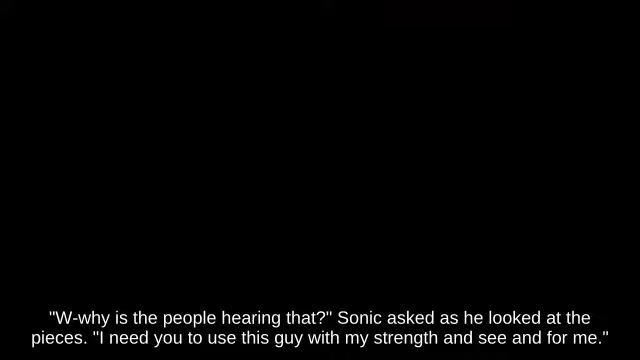 "W-why is the people hearing that?" Sonic asked as he looked at the
pieces. "I need you to use this guy with my strength and see and for me."